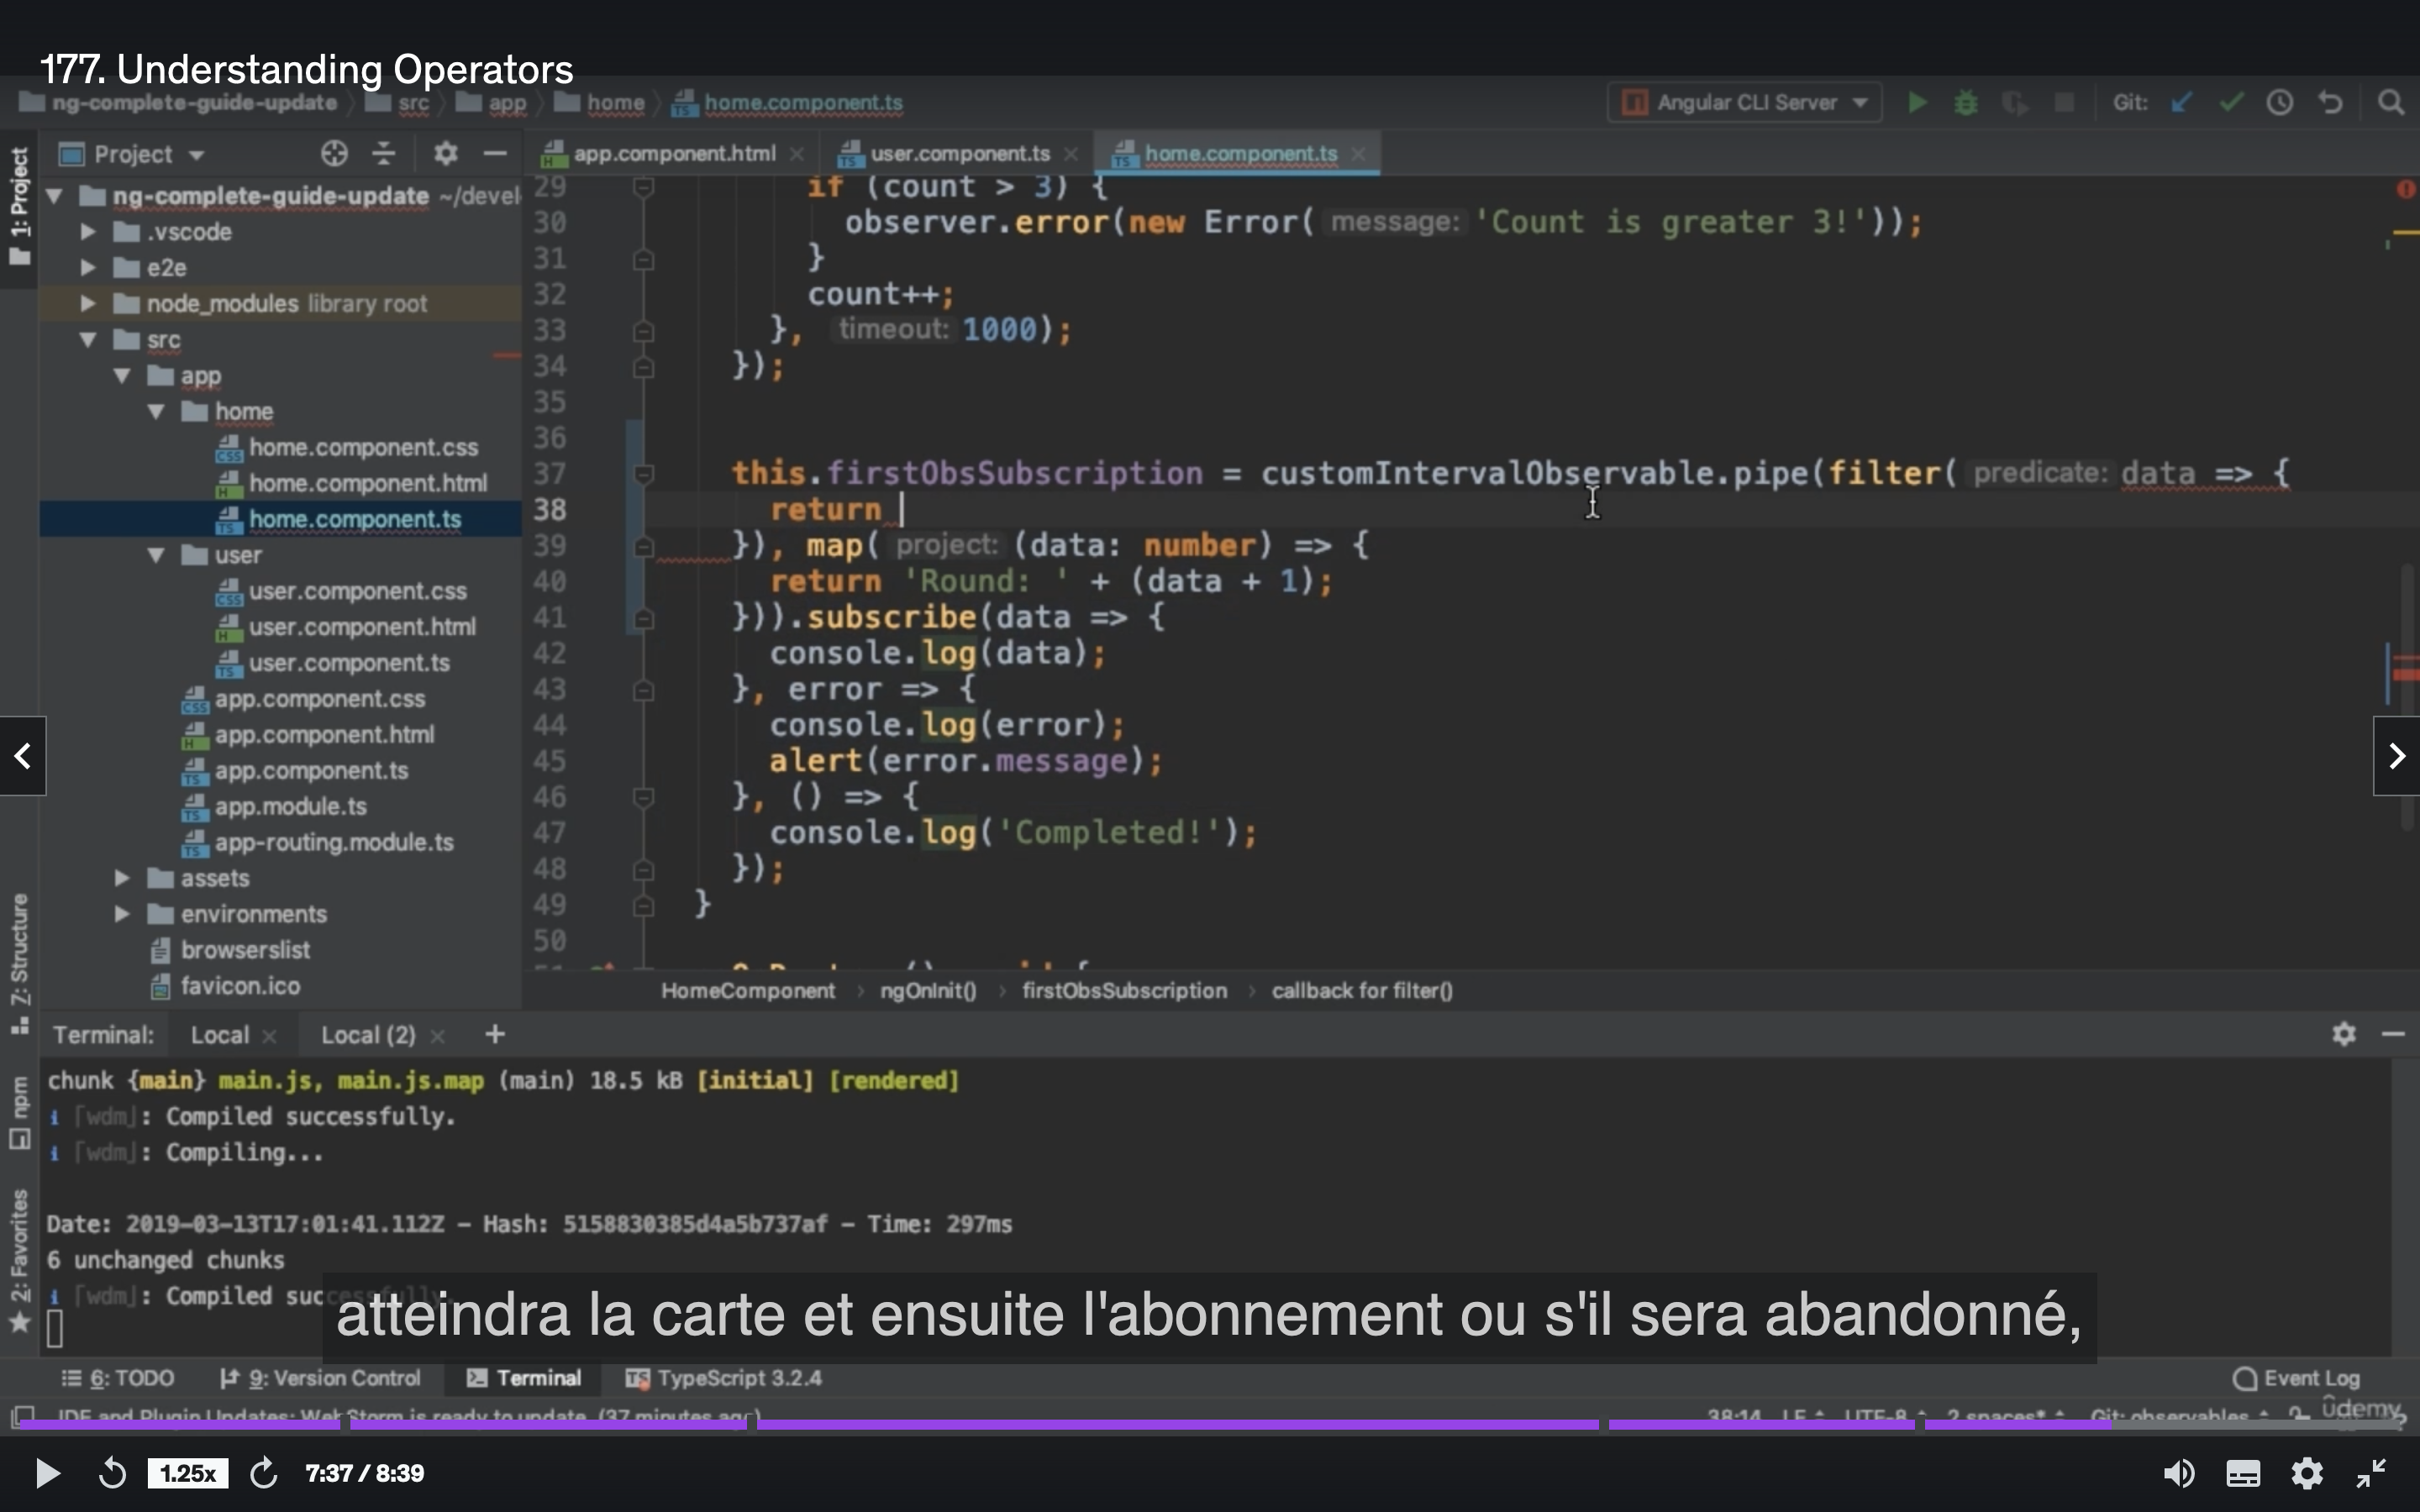 177. Understanding Operators
ng-complete-guide-update src app home home.component.ts
Angular CLI Server Git:
1: Project
Project
app.component.html user.component.ts home.component.ts
ng-complete-guide-update ~/devel
.vscode
e2e
node_modules library root
src
app
home
home.component.css
home.component.html
home.component.ts
user
user.component.css
user.component.html
user.component.ts
app.component.css
app.component.html
app.component.ts
app.module.ts
app-routing.module.ts
assets
environments
browserslist
favicon.ico
29 if (count > 3) {
30 observer.error(new Error( message: 'Count is greater 3!'));
31 }
32 count++;
33 }, timeout: 1000);
34 });
35
36
37 this.firstObsSubscription = customIntervalObservable.pipe(filter( predicate: data => {
38 return
39 }), map( project: (data: number) => {
40 return 'Round: ' + (data + 1);
41 })).subscribe(data => {
42 console.log(data);
43 }, error => {
44 console.log(error);
45 alert(error.message);
46 }, () => {
47 console.log('Completed!');
48 });
49 }
50
HomeComponent ngOnInit() firstObsSubscription callback for filter()
Z: Structure
npm
2: Favorites
Terminal: Local Local (2) +
chunk {main} main.js, main.js.map (main) 18.5 kB [initial] [rendered]
i ｢wdm｣: Compiled successfully.
i ｢wdm｣: Compiling...
Date: 2019-03-13T17:01:41.112Z - Hash: 5158830385d4a5b737af - Time: 297ms
6 unchanged chunks
i ｢wdm｣: Compiled successfully.
atteindra la carte et ensuite l'abonnement ou s'il sera abandonné,
6: TODO 9: Version Control Terminal TypeScript 3.2.4 Event Log
IDE and Plugin Updates: WebStorm is ready to update. (37 minutes ago) 38:14 LF UTF-8 2 spaces* Git: observables
ûdemy
1.25x 7:37 / 8:39